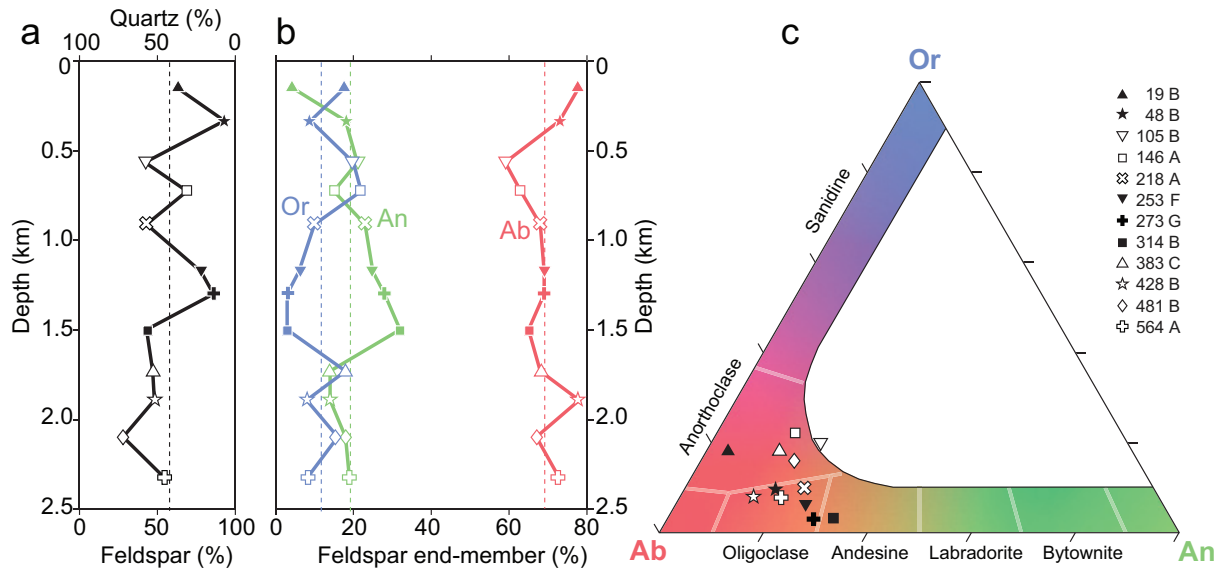 a
Quartz (%)
100 50 0
0
0.5
1.0
1.5
2.0
2.5
Depth (km)
0 50 100
Feldspar (%)
b
Or
An
Ab
0
0.5
1.0
1.5
2.0
2.5
Depth (km)
0 20 40 60 80
Feldspar end-member (%)
c
Or
Sanidine
Anorthoclase
Ab
Oligoclase
Andesine
Labradorite
Bytownite
An
19 B
48 B
105 B
146 A
218 A
253 F
273 G
314 B
383 C
428 B
481 B
564 A